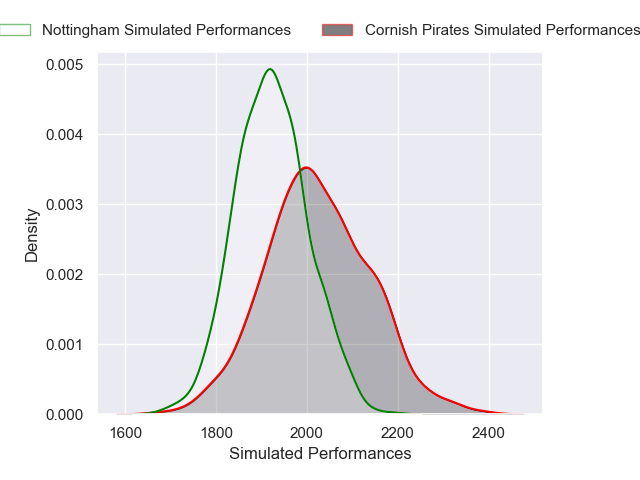 Nottingham Simulated Performances Cornish Pirates Simulated Performances
0.005
0.004
0.003
0.002
0.001
0.000
Density
1600 1800 2000 2200 2400
Simulated Performances